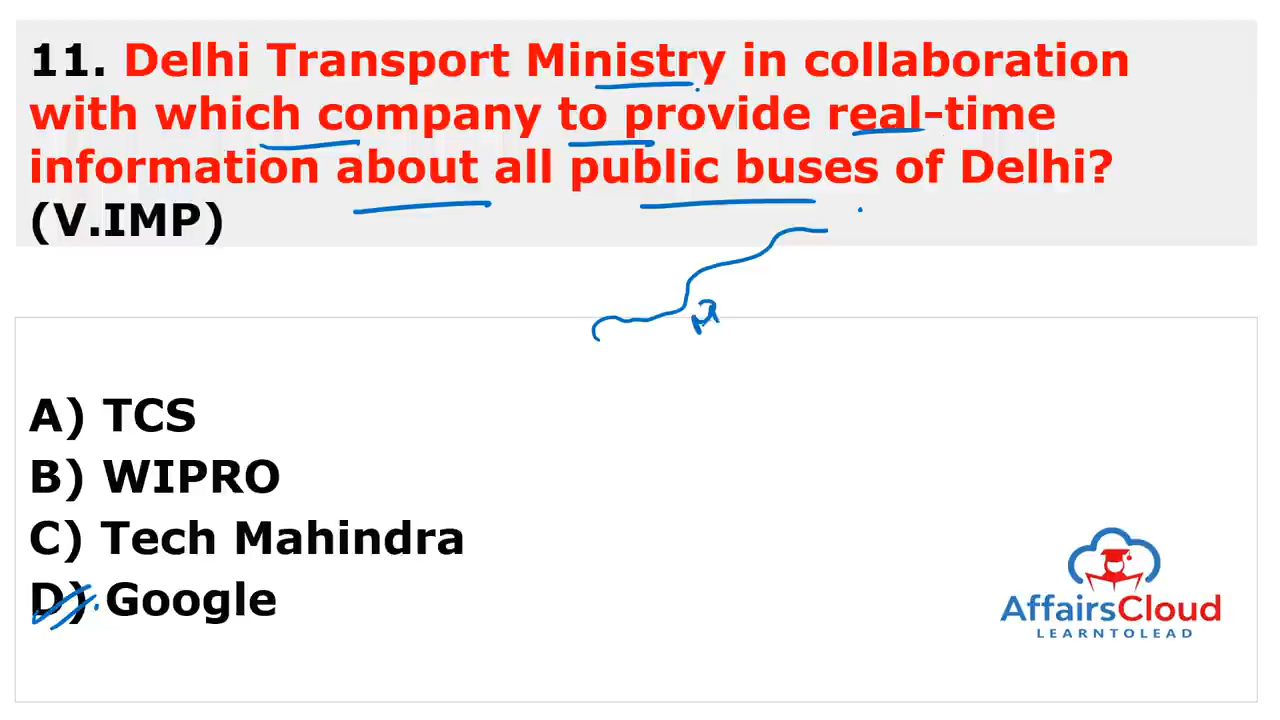 11. Delhi Transport Ministry in collaboration
with which company to provide real-time
information about all public buses of Delhi?
(V.IMP)
A) TCS
B) WIPRO
C) Tech Mahindra
D) Google
AffairsCloud
LEARNTOLEAD